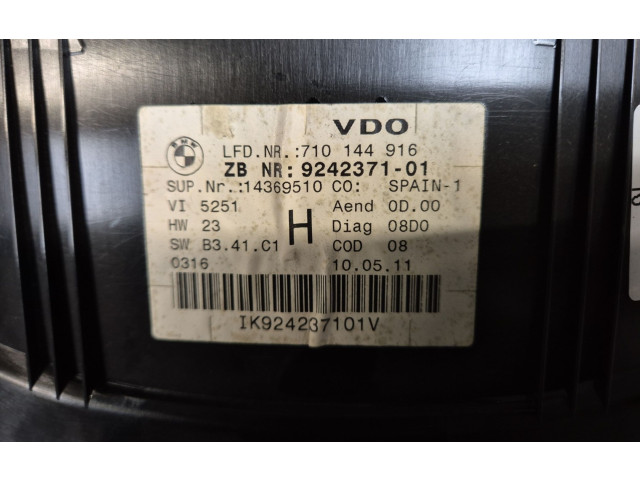 VDO
BMW
LFD.NR.:710 144 916
ZB NR: 9242371-01
SUP.Nr.:14369510 CO: SPAIN-1
VI 5251 Aend 0D.00
HW 23 H Diag 08D0
SW B3.41.C1 COD 08
0316 10.05.11
IK924237101V